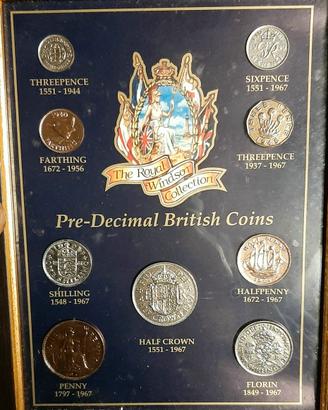 THREEPENCE
1551 - 1944
SIXPENCE
1551 - 1967
FARTHING
1672 - 1956
THREEPENCE
1937 - 1967
The Royal
Windsor
Collection
Pre-Decimal British Coins
SHILLING
1548 - 1967
HALF CROWN
1551 - 1967
HALFPENNY
1672 - 1967
PENNY
1797 - 1967
FLORIN
1849 - 1967